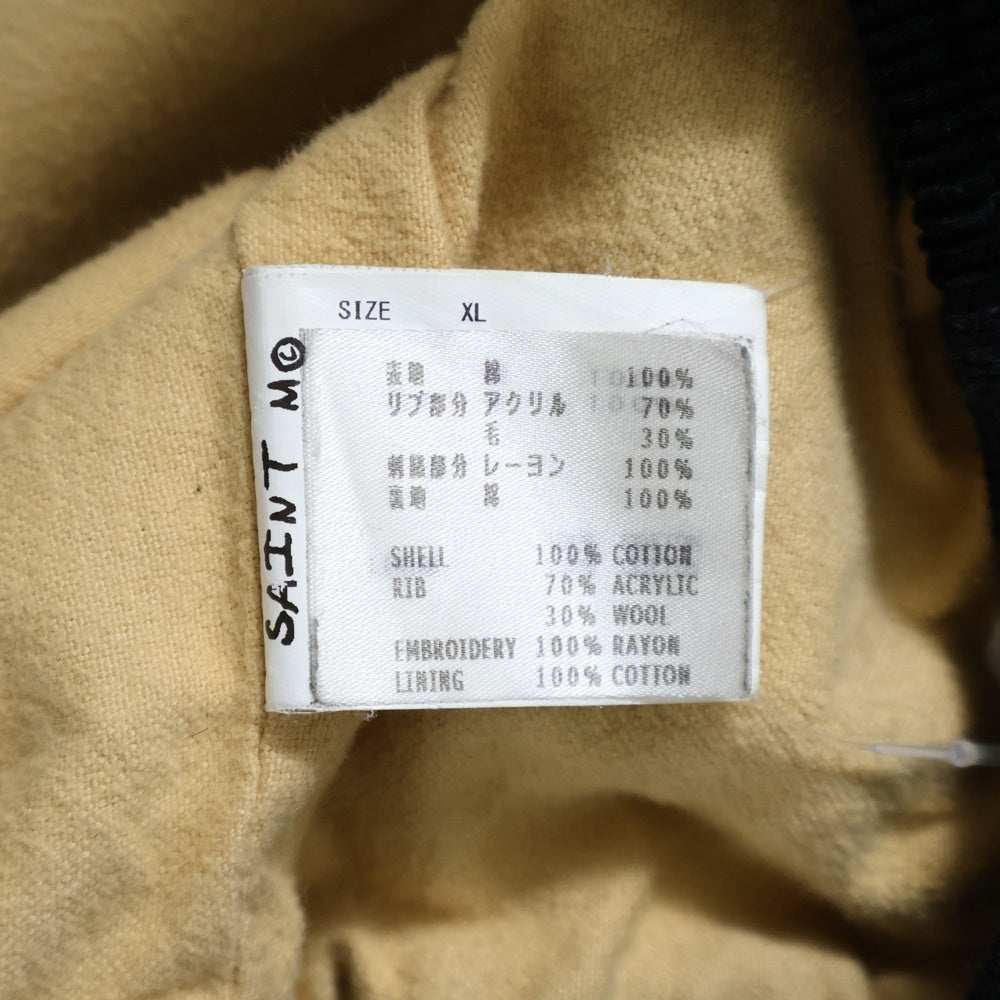 SIZE XL
SAINT M©
表地 綿 100%
リブ部分 アクリル 70%
毛 30%
刺繍部分 レーヨン 100%
裏地 綿 100%
SHELL 100% COTTON
RIB 70% ACRYLIC
30% WOOL
EMBROIDERY 100% RAYON
LINING 100% COTTON